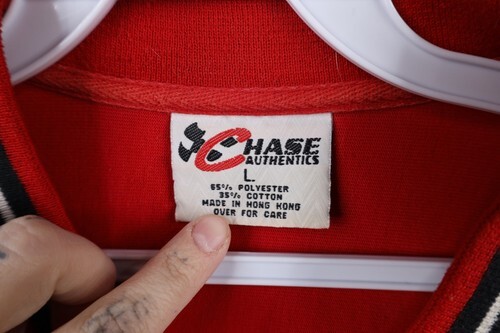 CHASE
AUTHENTICS
L
65% POLYESTER
35% COTTON
MADE IN HONG KONG
OVER FOR CARE